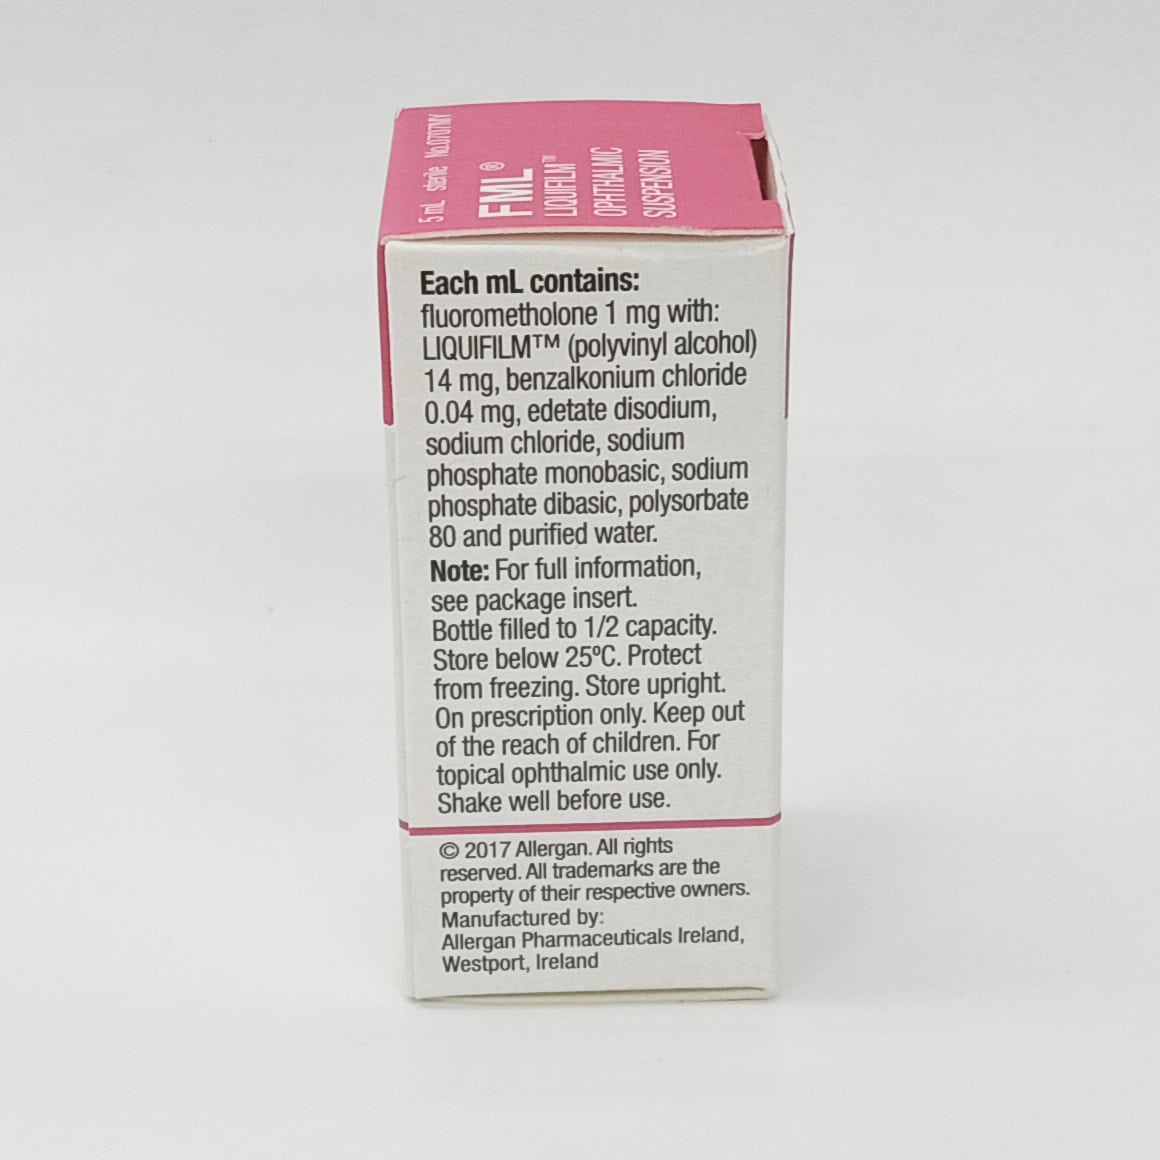 5 mL sterile No.0707MY
FML®
LIQUIFILM™
OPHTHALMIC
SUSPENSION
Each mL contains:
fluorometholone 1 mg with:
LIQUIFILM™ (polyvinyl alcohol)
14 mg, benzalkonium chloride
0.04 mg, edetate disodium,
sodium chloride, sodium
phosphate monobasic, sodium
phosphate dibasic, polysorbate
80 and purified water.
Note: For full information,
see package insert.
Bottle filled to 1/2 capacity.
Store below 25ºC. Protect
from freezing. Store upright.
On prescription only. Keep out
of the reach of children. For
topical ophthalmic use only.
Shake well before use.
© 2017 Allergan. All rights
reserved. All trademarks are the
property of their respective owners.
Manufactured by:
Allergan Pharmaceuticals Ireland,
Westport, Ireland